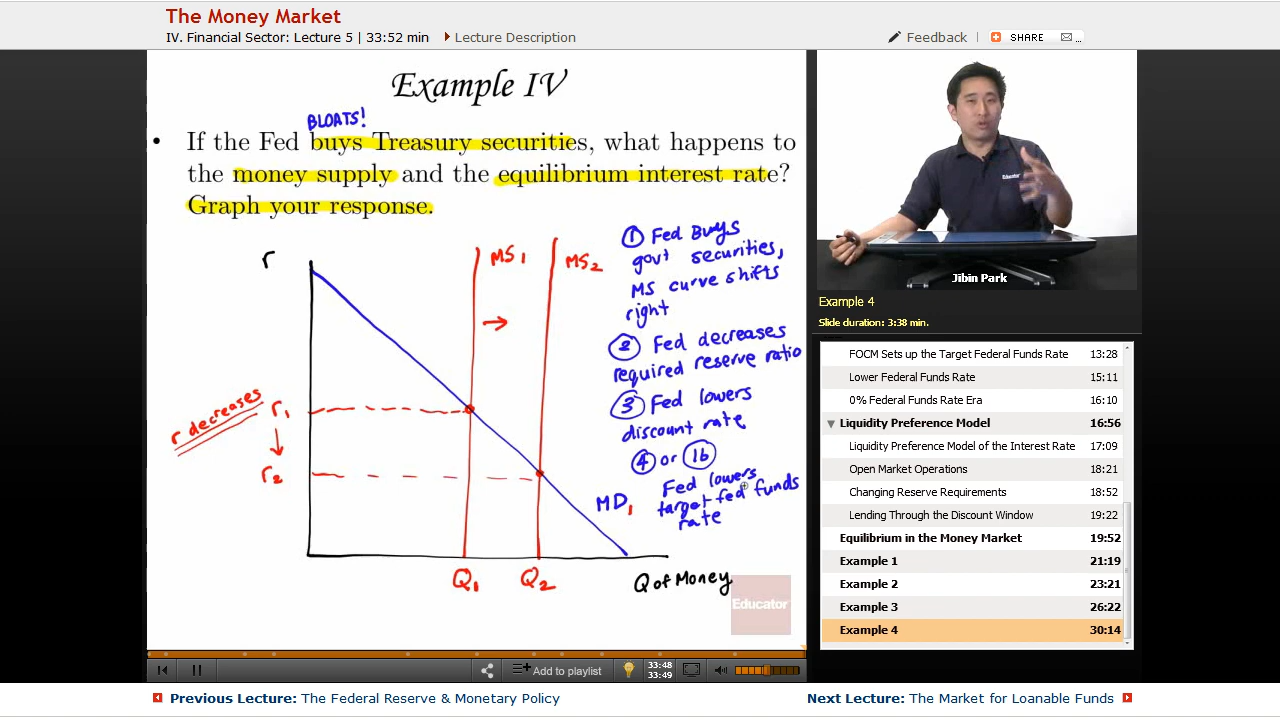 The Money Market
IV. Financial Sector: Lecture 5 | 33:52 min Lecture Description
Feedback
SHARE
Example IV
BLOATS!
• If the Fed buys Treasury securities, what happens to
the money supply and the equilibrium interest rate?
Graph your response.
r
MS1
MS2
r decreases
r1
r2
MD1
Q1
Q2
Q of Money
① Fed Buys
gov't securities,
MS curve shifts
right
② Fed decreases
required reserve ratio
③ Fed lowers
discount rate
④ or 1b
Fed lowers
target fed funds
rate
Educator
Educator
Jibin Park
Example 4
Slide duration: 3:38 min.
FOCM Sets up the Target Federal Funds Rate 13:28
Lower Federal Funds Rate 15:11
0% Federal Funds Rate Era 16:10
Liquidity Preference Model 16:56
Liquidity Preference Model of the Interest Rate 17:09
Open Market Operations 18:21
Changing Reserve Requirements 18:52
Lending Through the Discount Window 19:22
Equilibrium in the Money Market 19:52
Example 1 21:19
Example 2 23:21
Example 3 26:22
Example 4 30:14
Add to playlist
33:48
33:49
Previous Lecture: The Federal Reserve & Monetary Policy
Next Lecture: The Market for Loanable Funds